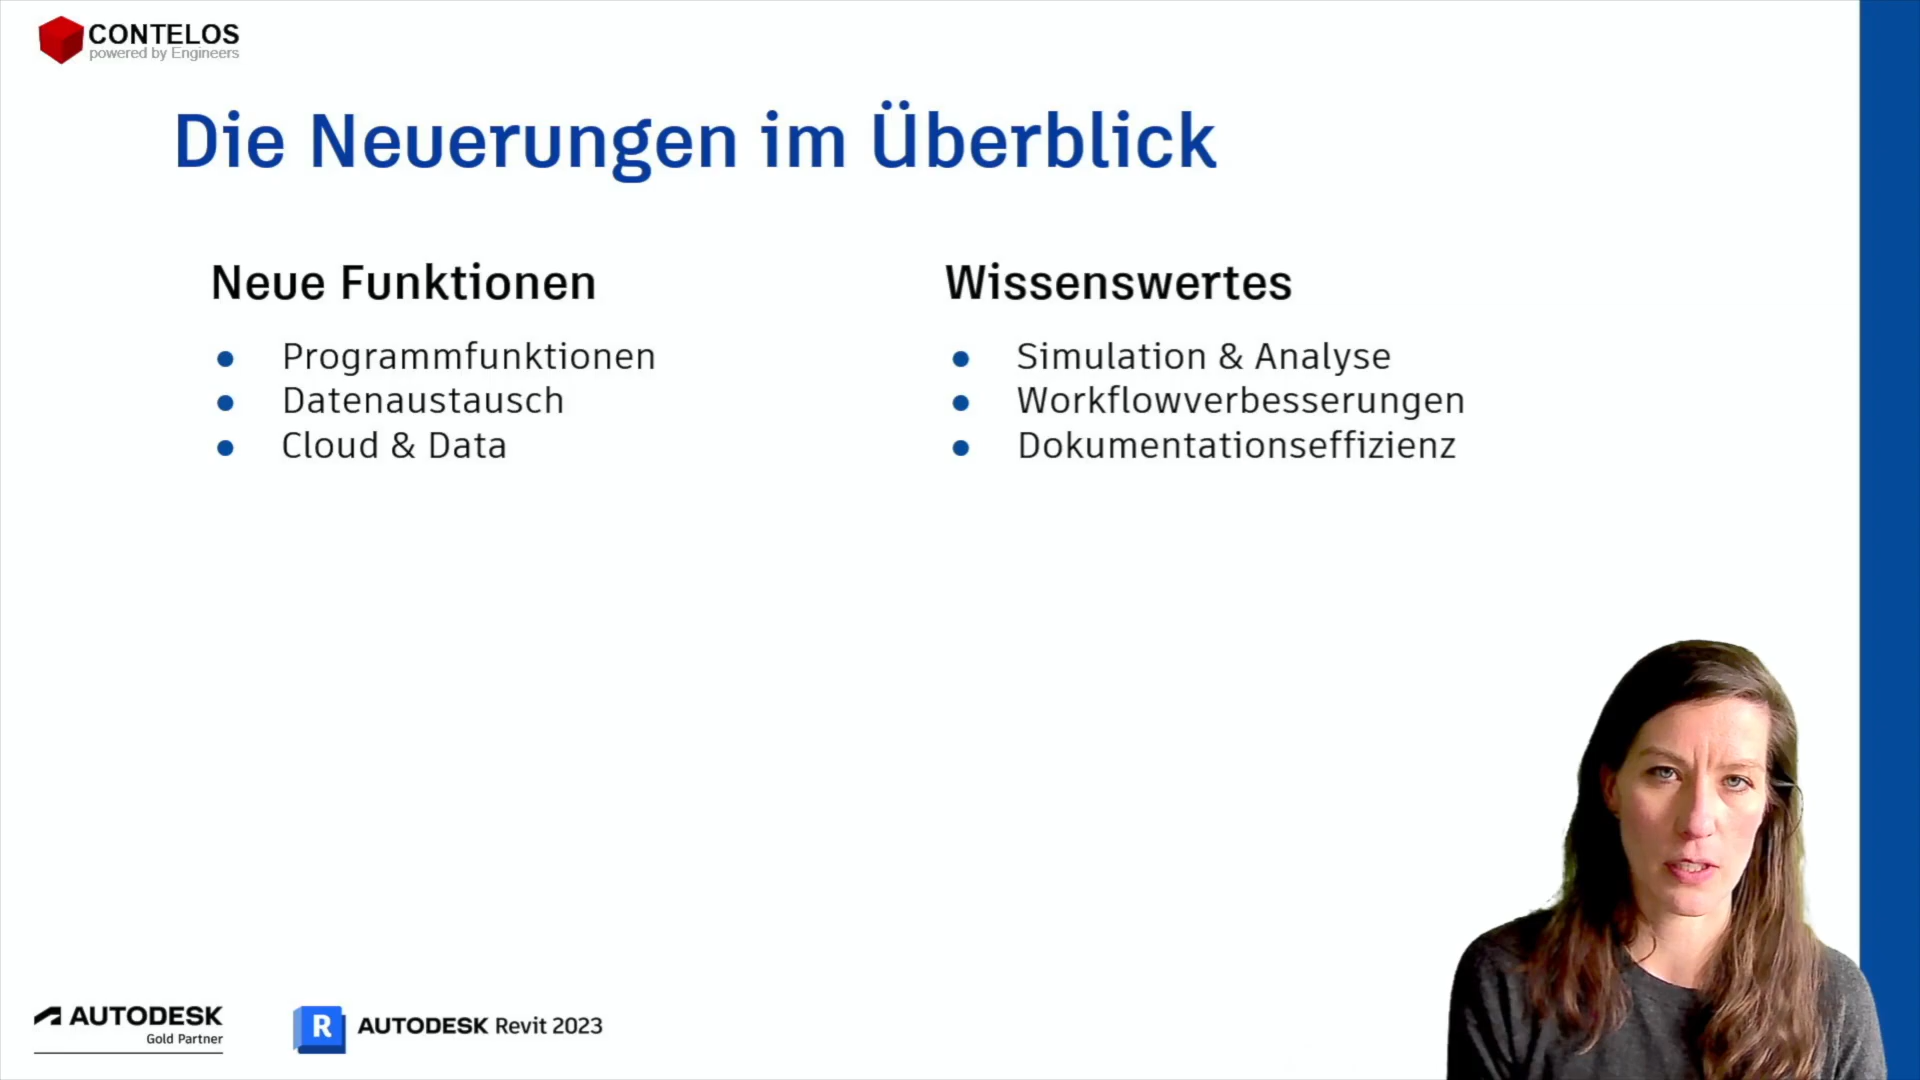 CONTELOS
powered by Engineers
Die Neuerungen im Überblick
Neue Funktionen
Programmfunktionen
Datenaustausch
Cloud & Data
Wissenswertes
Simulation & Analyse
Workflowverbesserungen
Dokumentationseffizienz
AUTODESK
Gold Partner
R
AUTODESK Revit 2023